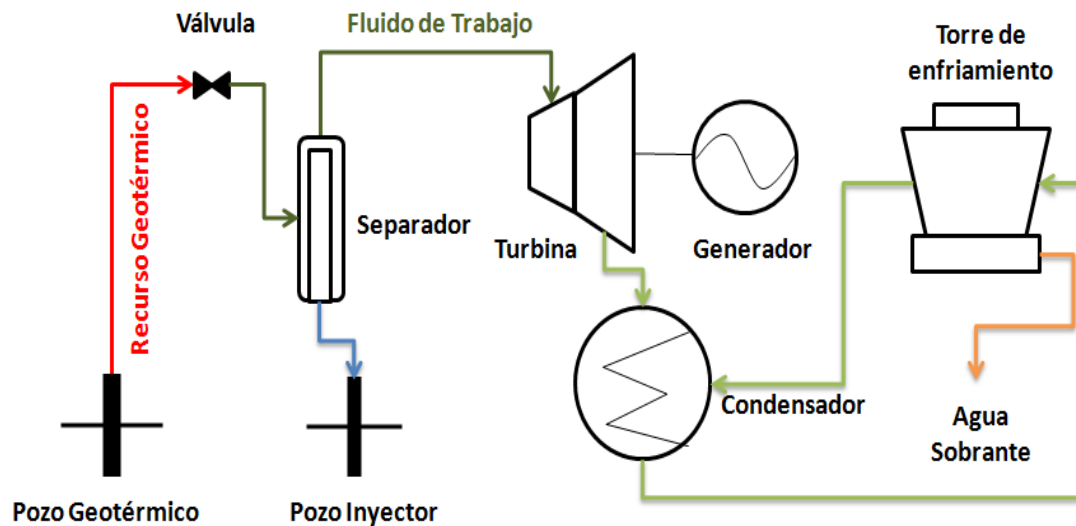 Válvula
Fluido de Trabajo
Torre de
enfriamiento
Recurso Geotérmico
Separador
Turbina
Generador
Condensador
Agua
Sobrante
Pozo Geotérmico
Pozo Inyector